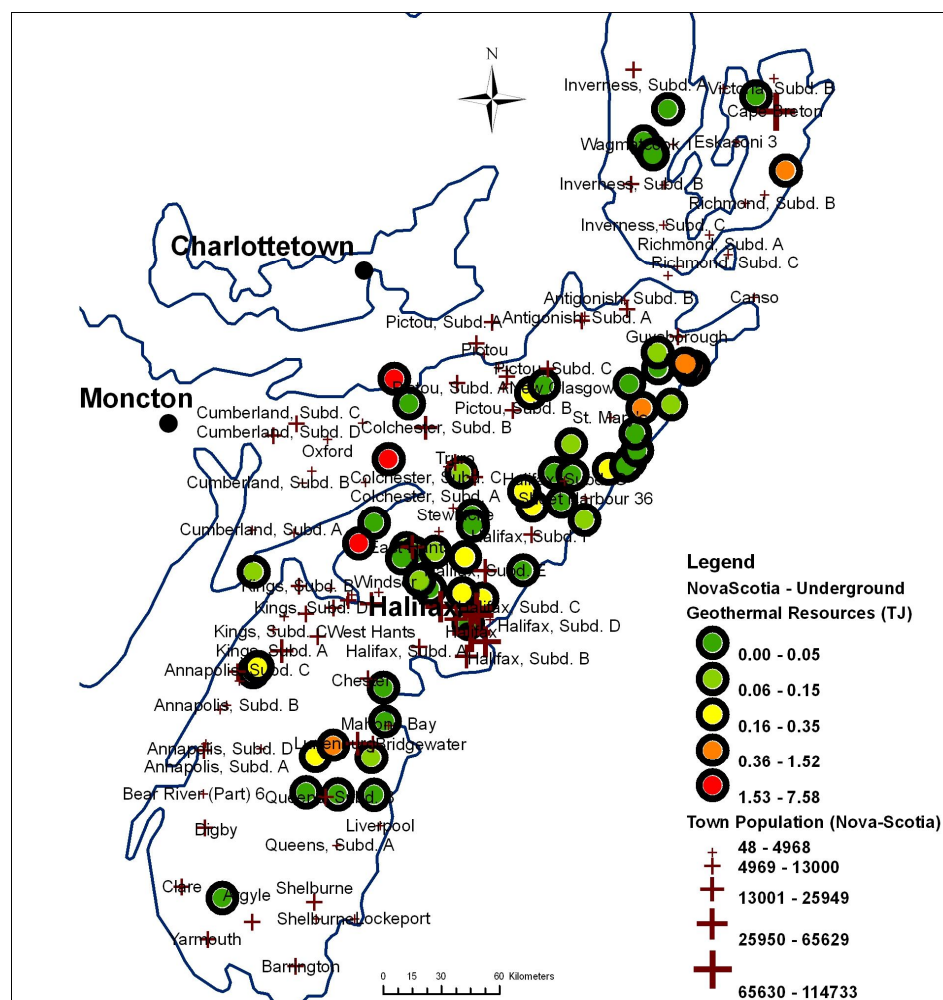 N
Inverness, Subd. A
Victoria, Subd. B
Cape Breton
Wagmatcook 1
Eskasoni 3
Inverness, Subd. B
Richmond, Subd. B
Inverness, Subd. C
Richmond, Subd. A
Richmond, Subd. C
Charlottetown
Antigonish, Subd. B
Canso
Pictou, Subd. A
Antigonish, Subd. A
Guysborough
Pictou
Pictou, Subd. C
Pictou, Subd. A
New Glasgow
Moncton
Pictou, Subd. B
Cumberland, Subd. C
St. Mary's
Cumberland, Subd. D
Colchester, Subd. B
Oxford
Truro
Cumberland, Subd. B
Colchester, Subd. C
Halifax, Subd.
Colchester, Subd. A
Sheet Harbour 36
Stewiacke
Cumberland, Subd. A
Halifax, Subd. F
East Hants
Halifax, Subd. E
Kings, Subd. B
Windsor
Kings, Subd. D
Halifax
Halifax, Subd. C
Kings, Subd. C
West Hants
Halifax
Halifax, Subd. D
Kings, Subd. A
Halifax, Subd. A
Halifax, Subd. B
Annapolis, Subd. C
Chester
Annapolis, Subd. B
Mahone Bay
Annapolis, Subd. D
Lunenburg
Bridgewater
Annapolis, Subd. A
Bear River (Part) 6
Queens, Subd. B
Digby
Liverpool
Queens, Subd. A
Clare
Argyle
Shelburne
Shelburne
Lockeport
Yarmouth
Barrington
0 15 30 60 Kilometers
Legend
NovaScotia - Underground
Geothermal Resources (TJ)
0.00 - 0.05
0.06 - 0.15
0.16 - 0.35
0.36 - 1.52
1.53 - 7.58
Town Population (Nova-Scotia)
48 - 4968
4969 - 13000
13001 - 25949
25950 - 65629
65630 - 114733